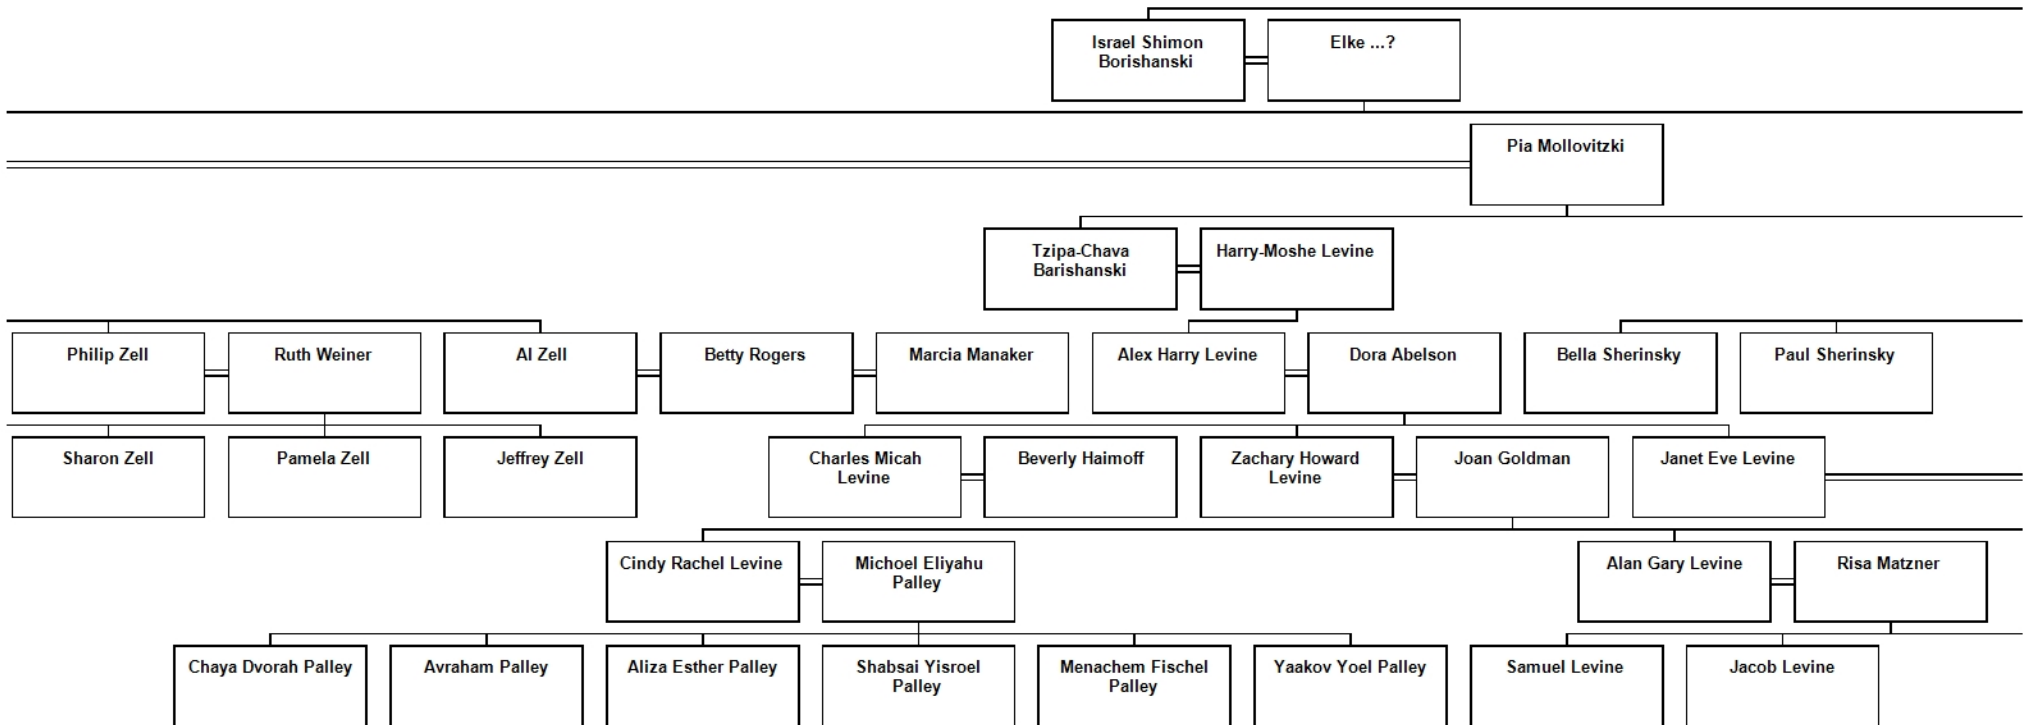 Israel Shimon
Borishanski
Elke ...?
Pia Mollovitzki
Tzipa-Chava
Barishanski
Harry-Moshe Levine
Philip Zell
Ruth Weiner
Al Zell
Betty Rogers
Marcia Manaker
Alex Harry Levine
Dora Abelson
Bella Sherinsky
Paul Sherinsky
Sharon Zell
Pamela Zell
Jeffrey Zell
Charles Micah
Levine
Beverly Haimoff
Zachary Howard
Levine
Joan Goldman
Janet Eve Levine
Cindy Rachel Levine
Michoel Eliyahu
Palley
Alan Gary Levine
Risa Matzner
Chaya Dvorah Palley
Avraham Palley
Aliza Esther Palley
Shabsai Yisroel
Palley
Menachem Fischel
Palley
Yaakov Yoel Palley
Samuel Levine
Jacob Levine